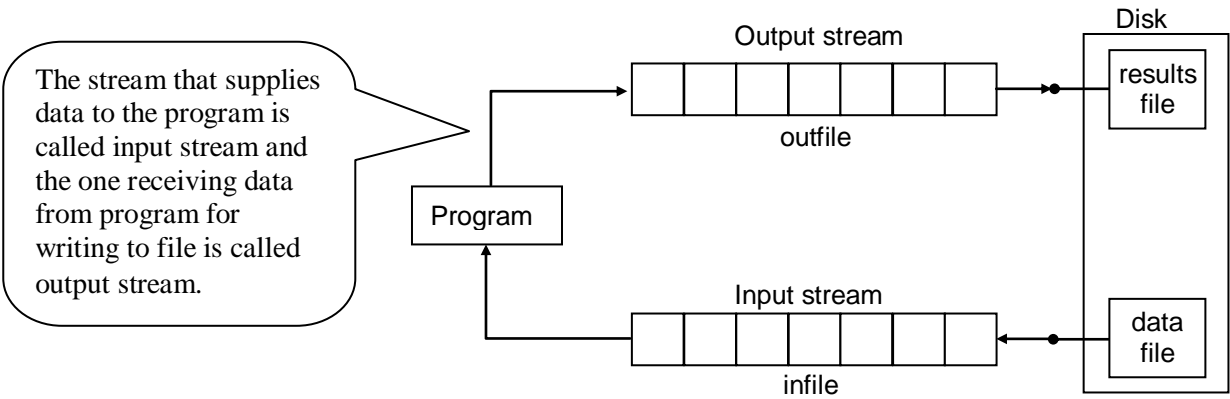 The stream that supplies
data to the program is
called input stream and
the one receiving data
from program for
writing to file is called
output stream.
Program
Output stream
outfile
Input stream
infile
Disk
results
file
data
file